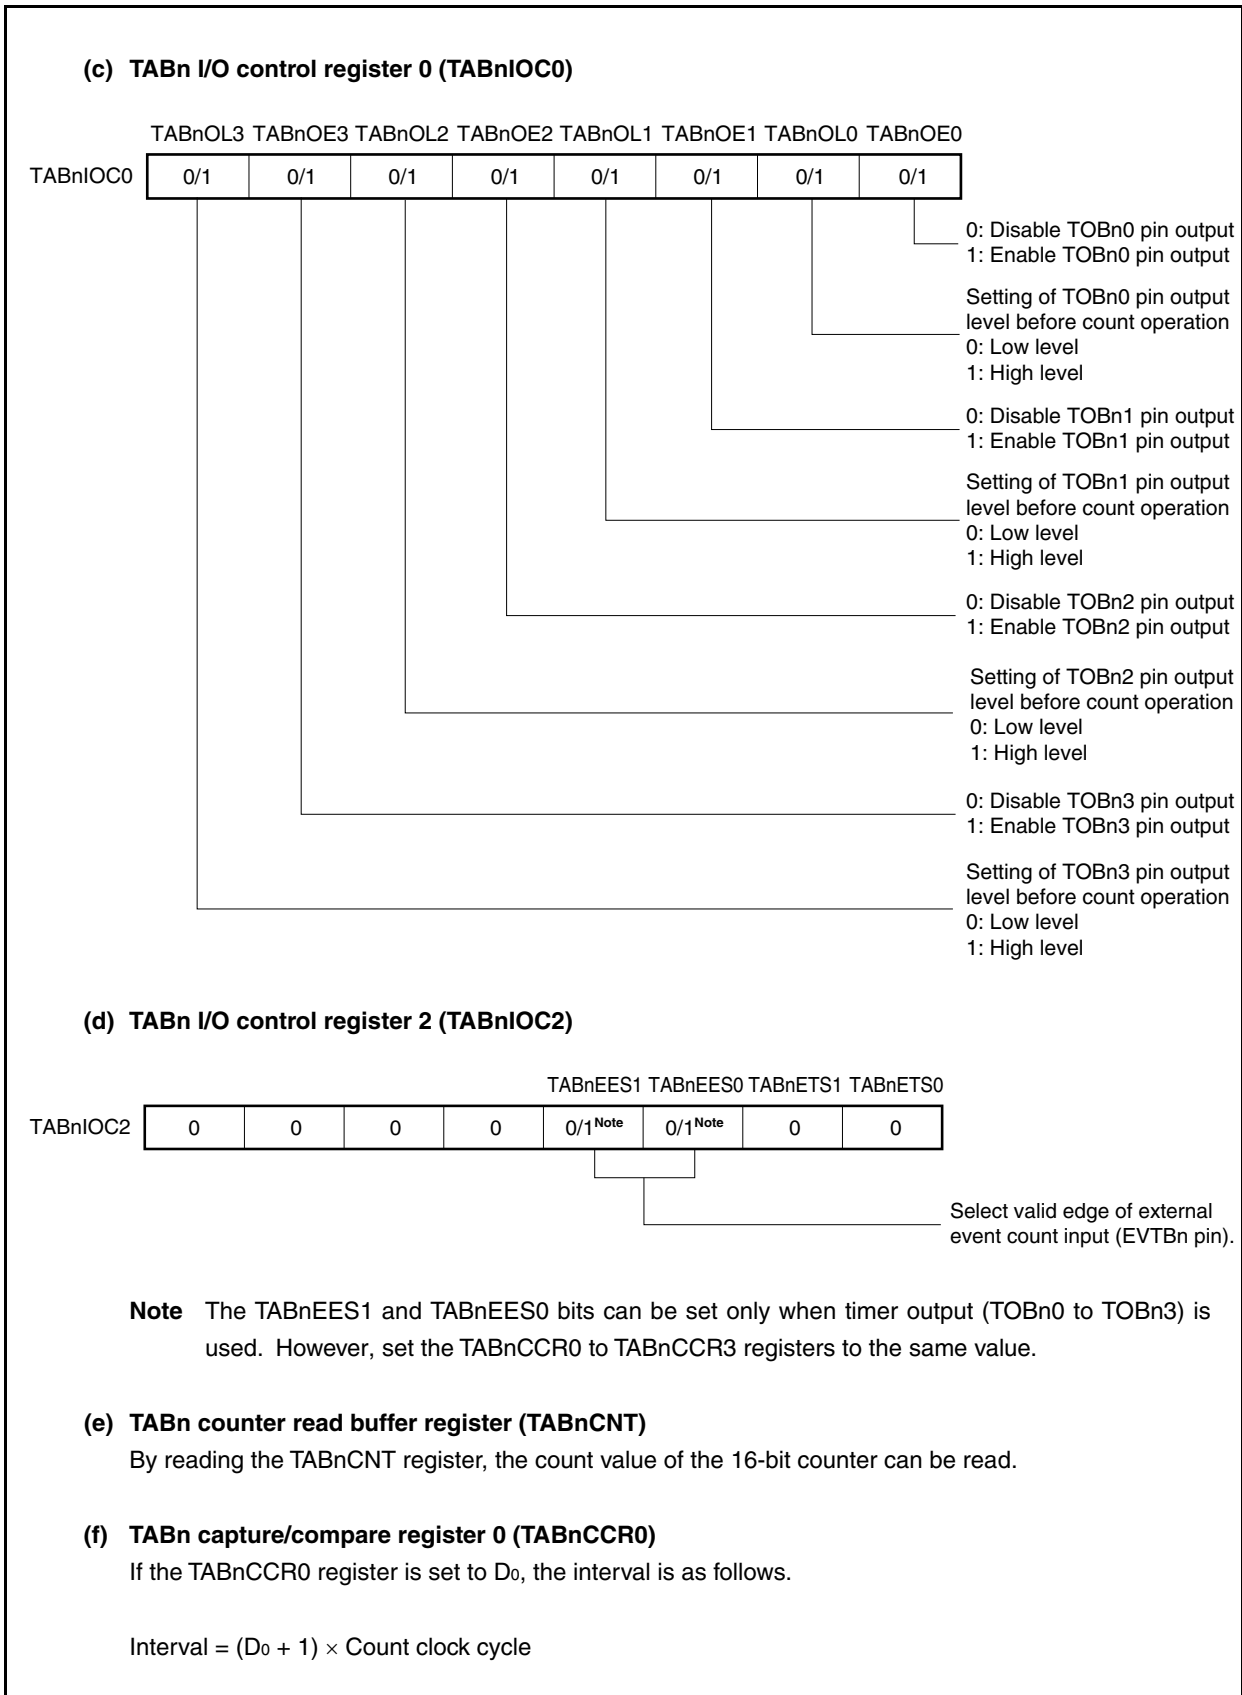 (c) TABn I/O control register 0 (TABnIOC0)
TABnOL3 TABnOE3 TABnOL2 TABnOE2 TABnOL1 TABnOE1 TABnOL0 TABnOE0
TABnIOC0 0/1 0/1 0/1 0/1 0/1 0/1 0/1 0/1
0: Disable TOBn0 pin output
1: Enable TOBn0 pin output
Setting of TOBn0 pin output
level before count operation
0: Low level
1: High level
0: Disable TOBn1 pin output
1: Enable TOBn1 pin output
Setting of TOBn1 pin output
level before count operation
0: Low level
1: High level
0: Disable TOBn2 pin output
1: Enable TOBn2 pin output
Setting of TOBn2 pin output
level before count operation
0: Low level
1: High level
0: Disable TOBn3 pin output
1: Enable TOBn3 pin output
Setting of TOBn3 pin output
level before count operation
0: Low level
1: High level
(d) TABn I/O control register 2 (TABnIOC2)
TABnEES1 TABnEES0 TABnETS1 TABnETS0
TABnIOC2 0 0 0 0 0/1Note 0/1Note 0 0
Select valid edge of external
event count input (EVTBn pin).
Note The TABnEES1 and TABnEES0 bits can be set only when timer output (TOBn0 to TOBn3) is
used. However, set the TABnCCR0 to TABnCCR3 registers to the same value.
(e) TABn counter read buffer register (TABnCNT)
By reading the TABnCNT register, the count value of the 16-bit counter can be read.
(f) TABn capture/compare register 0 (TABnCCR0)
If the TABnCCR0 register is set to D0, the interval is as follows.
Interval = (D0 + 1) × Count clock cycle